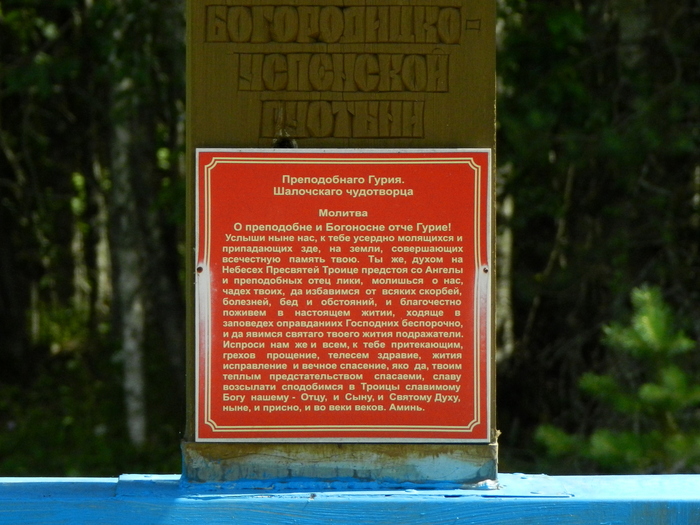 БОГОРОДИЦКО-
УСПЕНСКОЙ
ПУСТЫНИ
Преподобнаго Гурия.
Шалочскаго чудотворца
Молитва
О преподобне и Богоносне отче Гурие!
Услыши ныне нас, к тебе усердно молящихся и
припадающих зде, на земли, совершающих
всечестную память твою. Ты же, духом на
Небесех Пресвятей Троице предстоя со Ангелы
и преподобных отец лики, молишься о нас,
чадех твоих, да избавимся от всяких скорбей,
болезней, бед и обстояний, и благочестно
поживем в настоящем житии, ходяще в
заповедех оправданиих Господних беспорочно,
и да явимся святаго твоего жития подражатели.
Испроси нам же и всем, к тебе притекающим,
грехов прощение, телесем здравие, жития
исправление и вечное спасение, яко да, твоим
теплым предстательством спасаеми, славу
возсылати сподобимся в Троицы славимому
Богу нашему - Отцу, и Сыну, и Святому Духу,
ныне, и присно, и во веки веков. Аминь.